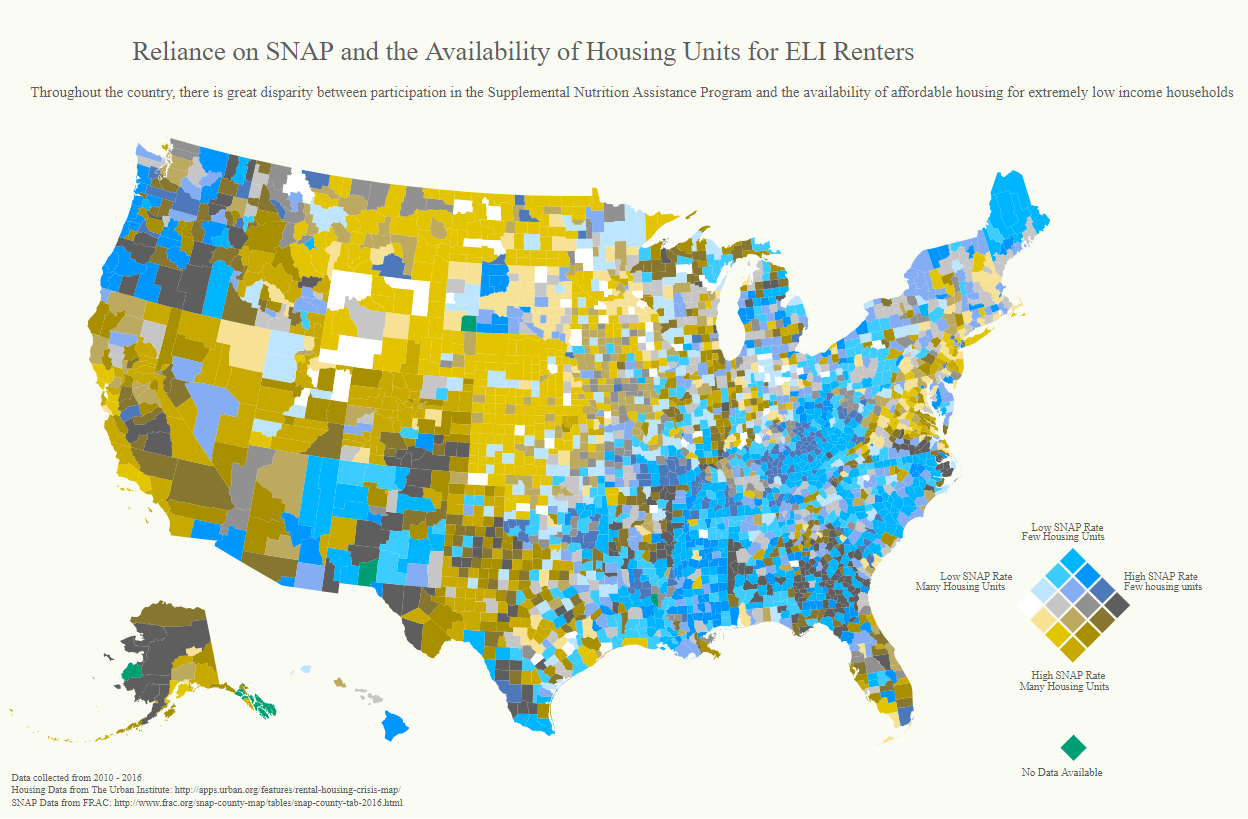 Reliance on SNAP and the Availability of Housing Units for ELI Renters
Throughout the country, there is great disparity between participation in the Supplemental Nutrition Assistance Program and the availability of affordable housing for extremely low income households
Low SNAP Rate
Few Housing Units
Low SNAP Rate
Many Housing Units
High SNAP Rate
Few housing units
High SNAP Rate
Many Housing Units
No Data Available
Data collected from 2010 - 2016
Housing Data from The Urban Institute: http://apps.urban.org/features/rental-housing-crisis-map/
SNAP Data from FRAC: http://www.frac.org/snap-county-map/tables/snap-county-tab-2016.html